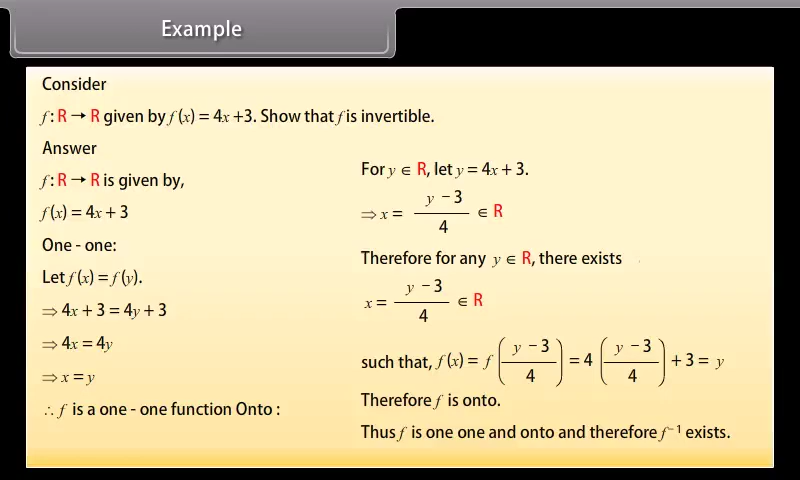 Example
Consider
f : R → R given by f (x) = 4x +3. Show that f is invertible.
Answer
f : R → R is given by,
f (x) = 4x + 3
One - one:
Let f (x) = f (y).
⇒ 4x + 3 = 4y + 3
⇒ 4x = 4y
⇒ x = y
∴ f is a one - one function Onto :
For y ∈ R, let y = 4x + 3.
⇒ x = (y − 3)/4 ∈ R
Therefore for any y ∈ R, there exists
x = (y − 3)/4 ∈ R
such that, f (x) = f ((y − 3)/4) = 4 ((y − 3)/4) + 3 = y
Therefore f is onto.
Thus f is one one and onto and therefore f⁻¹ exists.